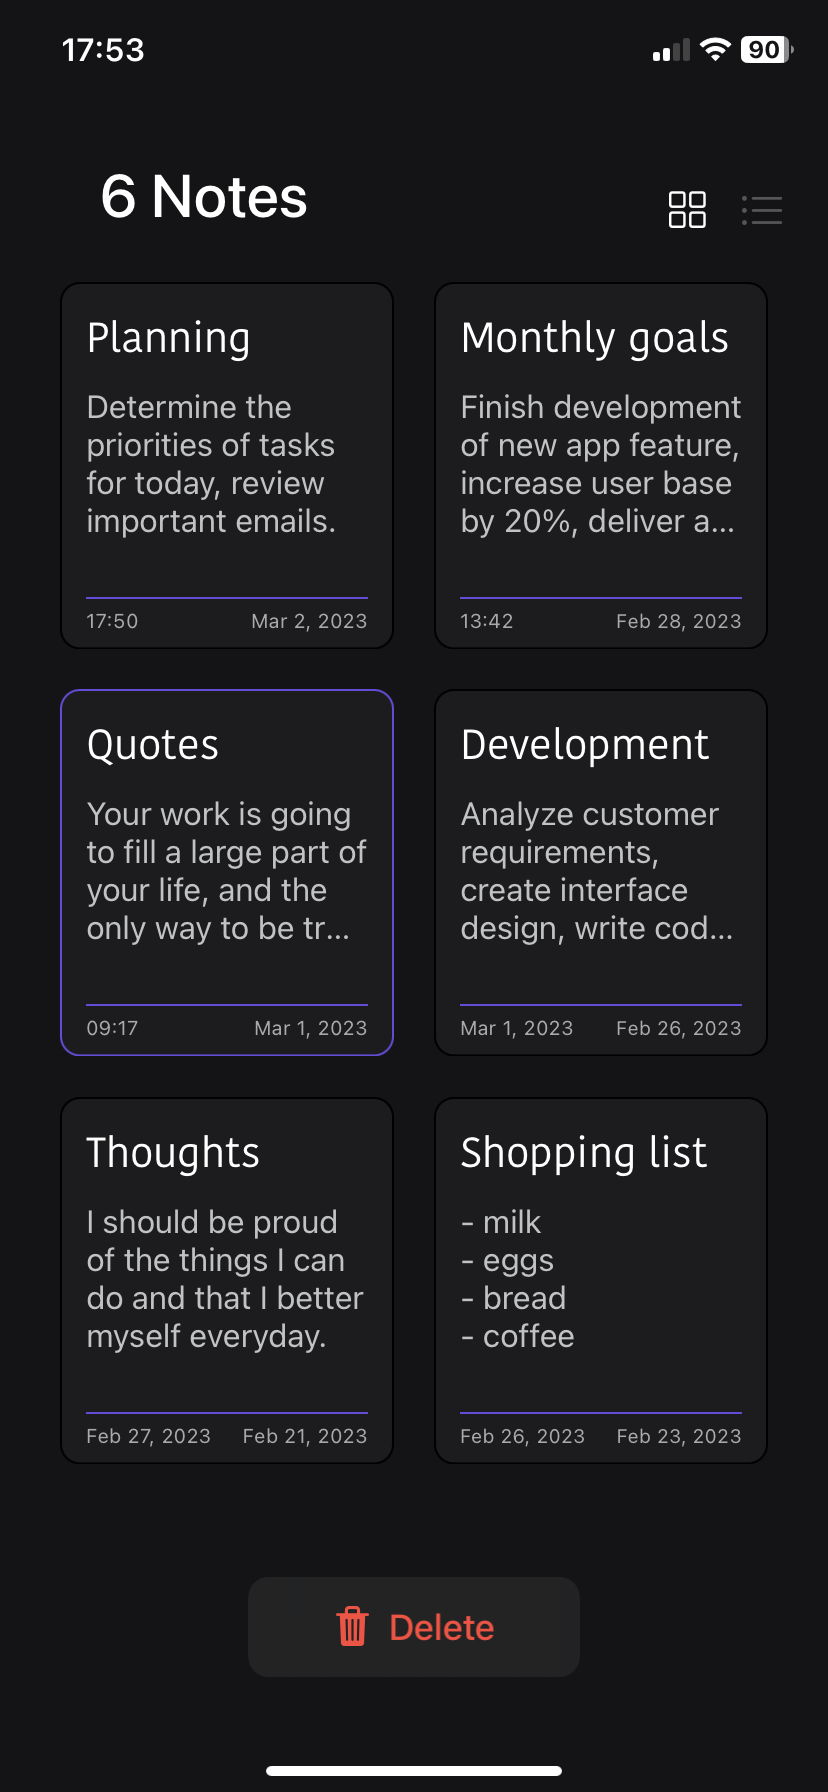 17:53
90
6 Notes
Planning
Determine the
priorities of tasks
for today, review
important emails.
17:50 Mar 2, 2023
Monthly goals
Finish development
of new app feature,
increase user base
by 20%, deliver a...
13:42 Feb 28, 2023
Quotes
Your work is going
to fill a large part of
your life, and the
only way to be tr...
09:17 Mar 1, 2023
Development
Analyze customer
requirements,
create interface
design, write cod...
Mar 1, 2023 Feb 26, 2023
Thoughts
I should be proud
of the things I can
do and that I better
myself everyday.
Feb 27, 2023 Feb 21, 2023
Shopping list
- milk
- eggs
- bread
- coffee
Feb 26, 2023 Feb 23, 2023
Delete